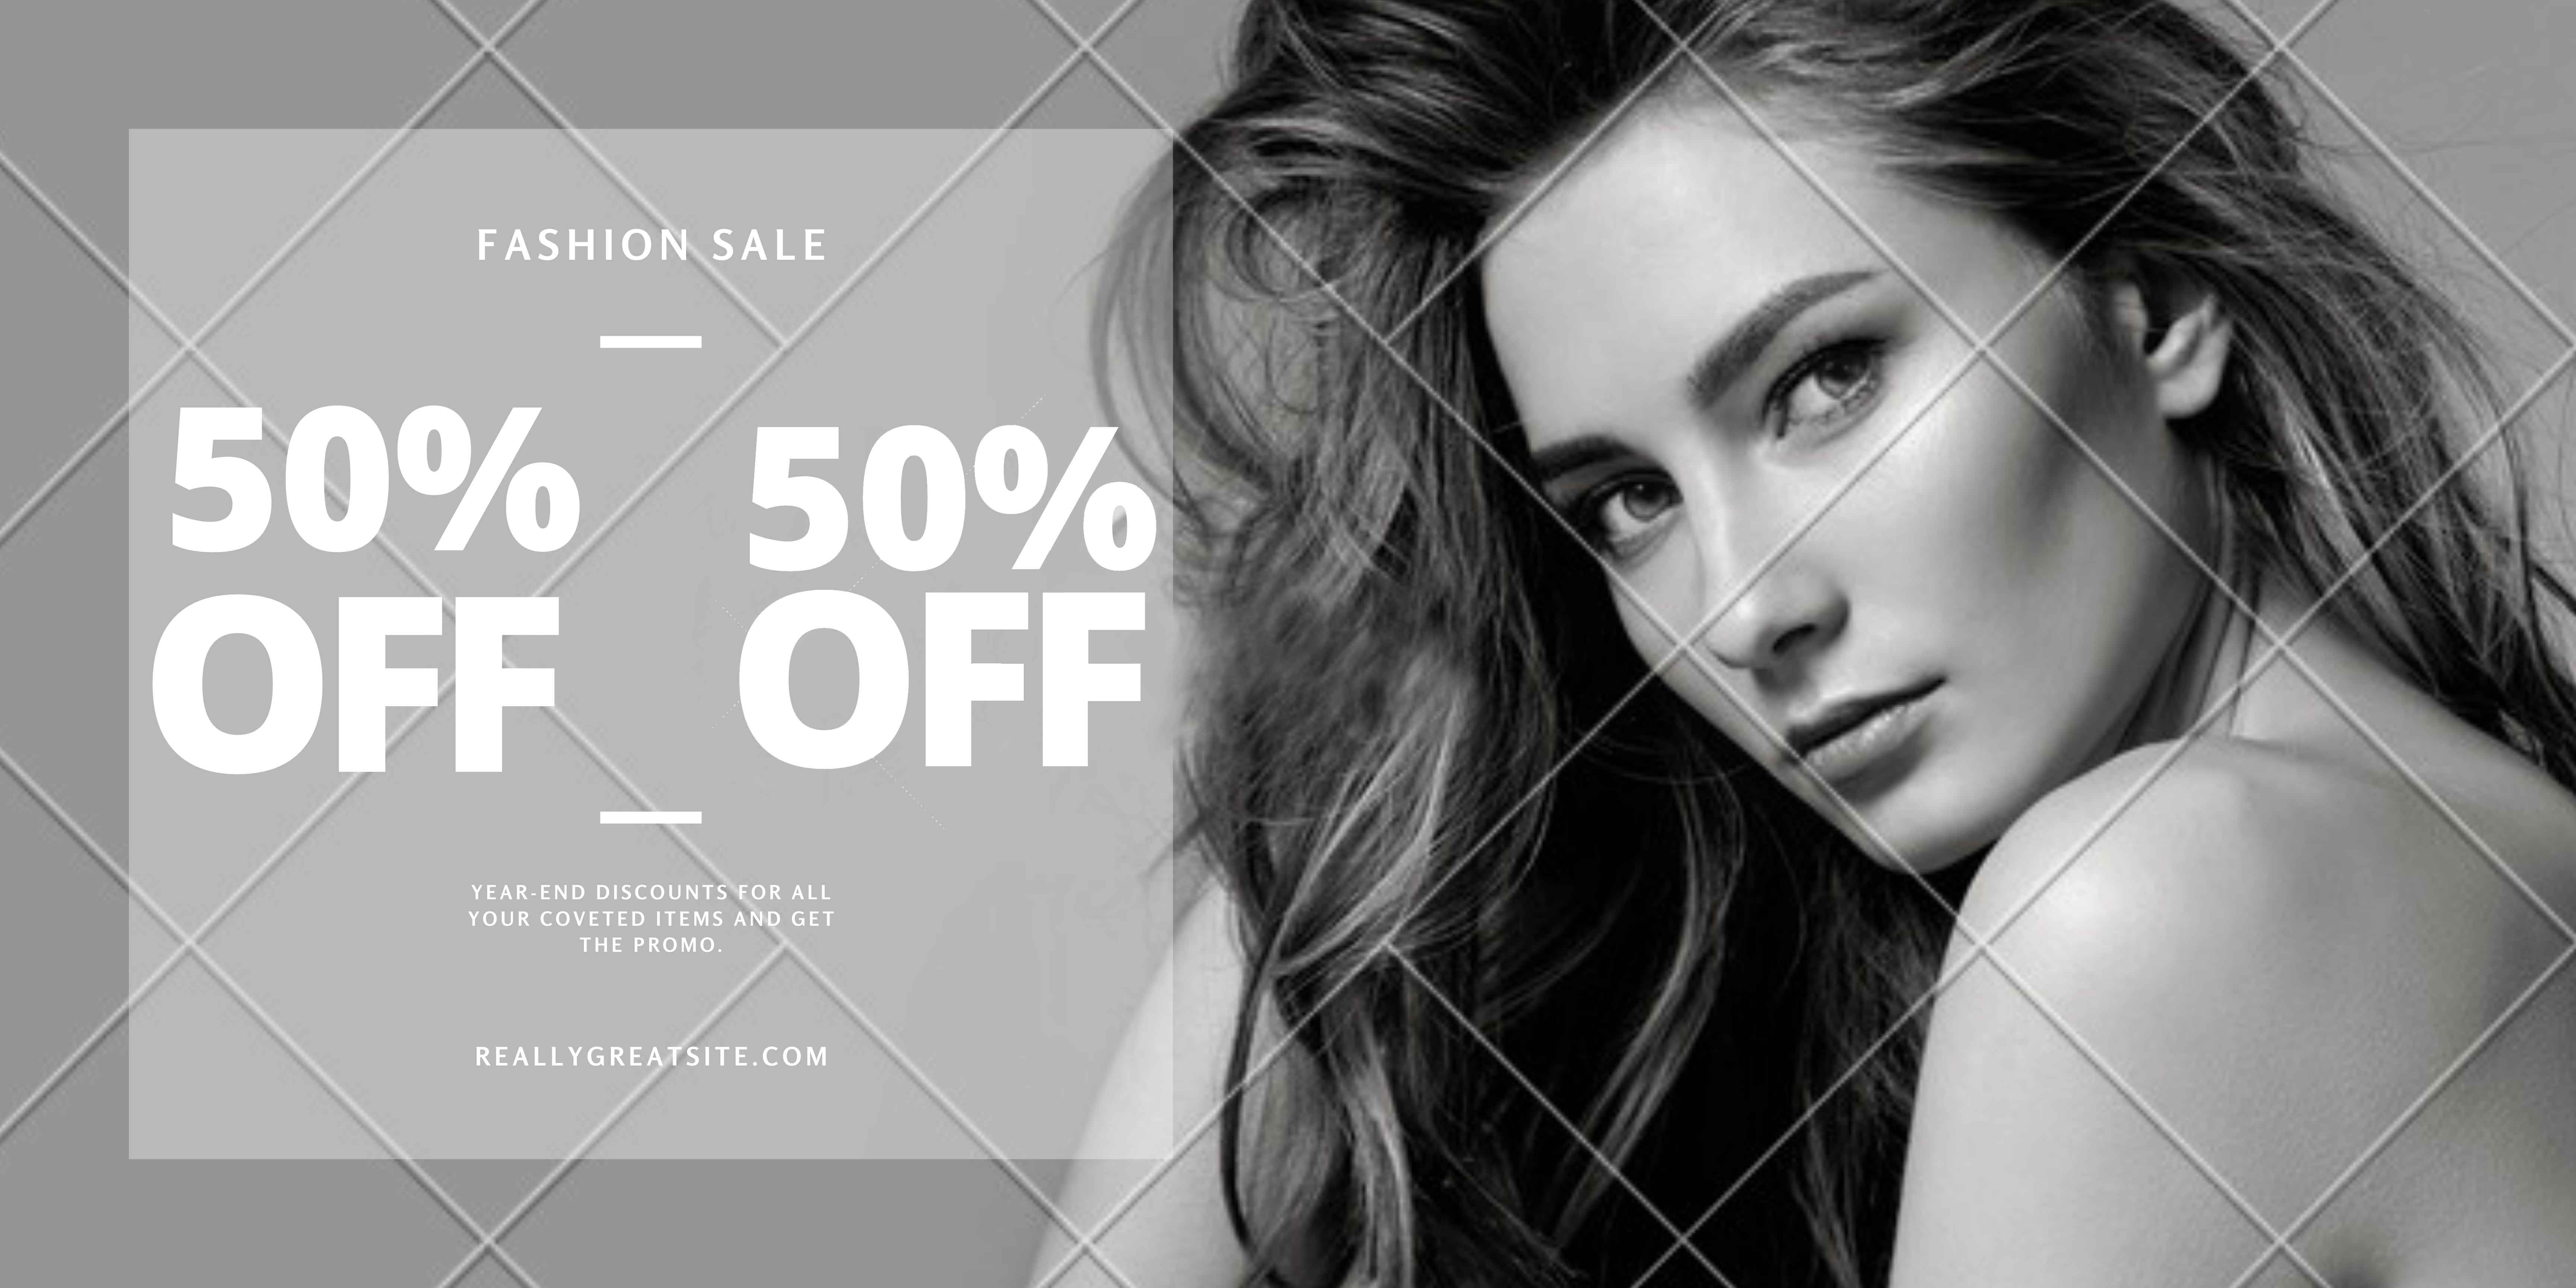 FASHION SALE
50%
OFF
50%
OFF
YEAR-END DISCOUNTS FOR ALL
YOUR COVETED ITEMS AND GET
THE PROMO.
REALLYGREATSITE.COM